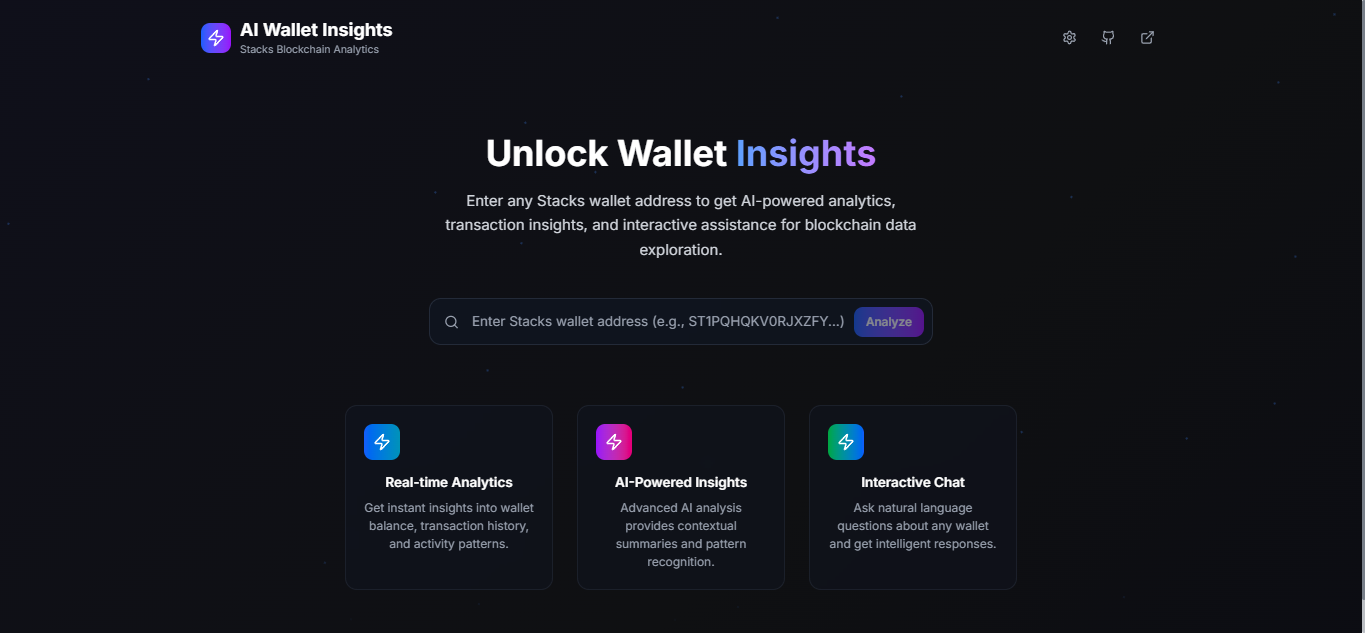 AI Wallet Insights
Stacks Blockchain Analytics
Unlock Wallet Insights
Enter any Stacks wallet address to get AI-powered analytics,
transaction insights, and interactive assistance for blockchain data
exploration.
Enter Stacks wallet address (e.g., ST1PQHQKV0RJXZFY...) Analyze
Real-time Analytics
Get instant insights into wallet
balance, transaction history,
and activity patterns.
AI-Powered Insights
Advanced AI analysis
provides contextual
summaries and pattern
recognition.
Interactive Chat
Ask natural language
questions about any wallet
and get intelligent responses.